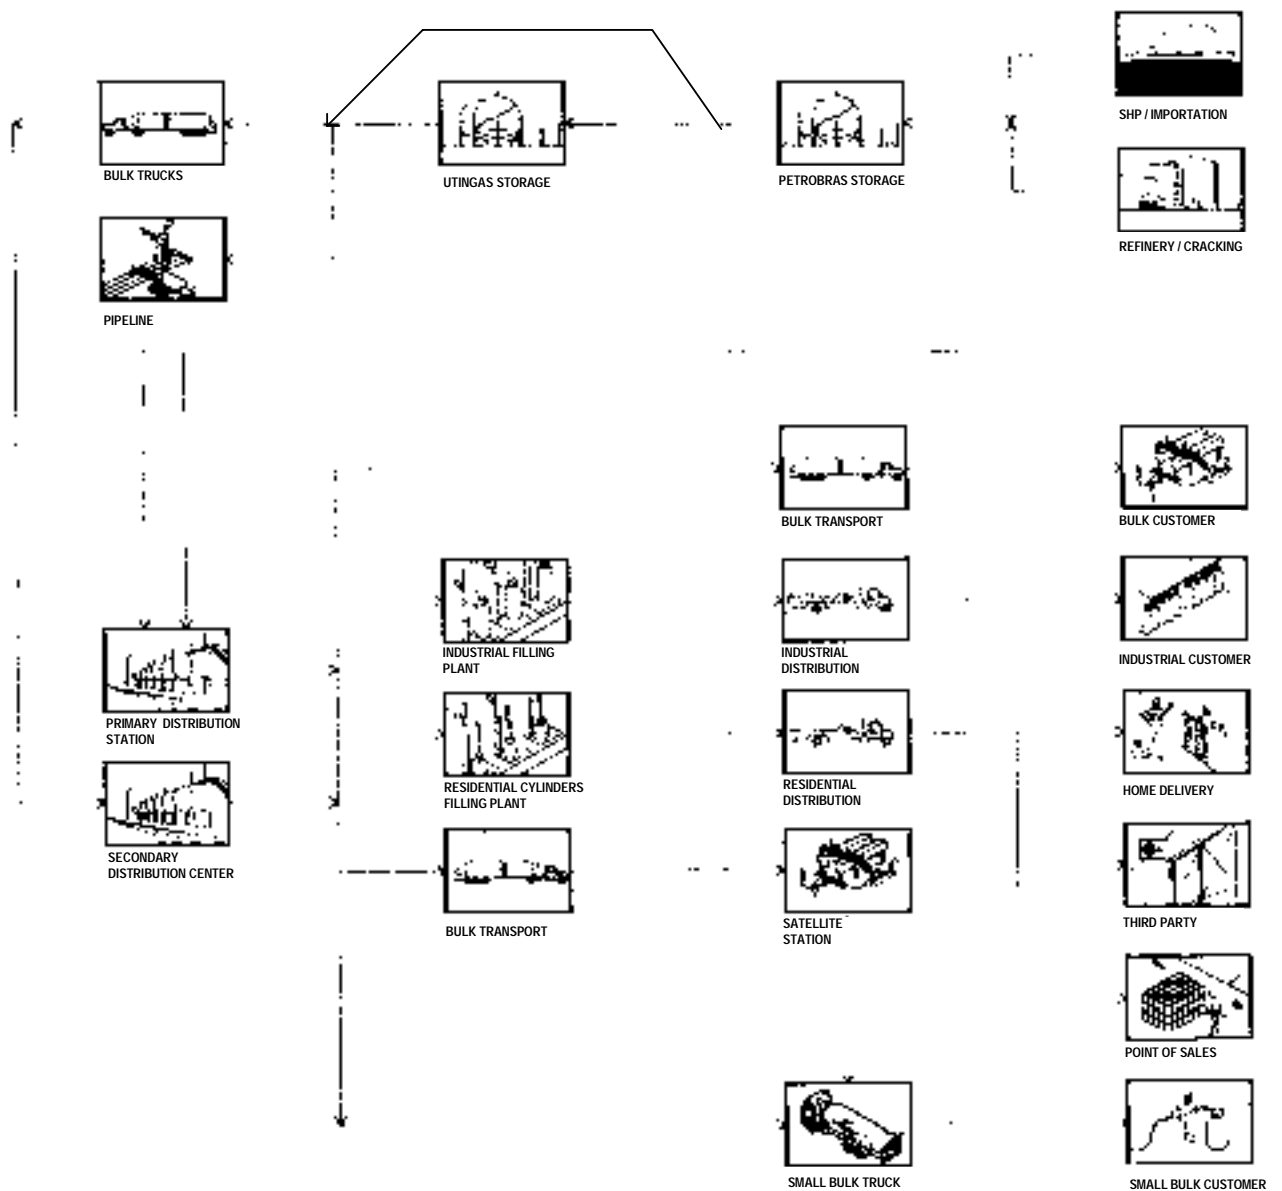 SHP / IMPORTATION
BULK TRUCKS
UTINGAS STORAGE
PETROBRAS STORAGE
REFINERY / CRACKING
PIPELINE
BULK TRANSPORT
BULK CUSTOMER
INDUSTRIAL FILLING
PLANT
INDUSTRIAL
DISTRIBUTION
INDUSTRIAL CUSTOMER
PRIMARY DISTRIBUTION
STATION
RESIDENTIAL CYLINDERS
FILLING PLANT
RESIDENTIAL
DISTRIBUTION
HOME DELIVERY
SECONDARY
DISTRIBUTION CENTER
BULK TRANSPORT
SATELLITE
STATION
THIRD PARTY
POINT OF SALES
SMALL BULK TRUCK
SMALL BULK CUSTOMER